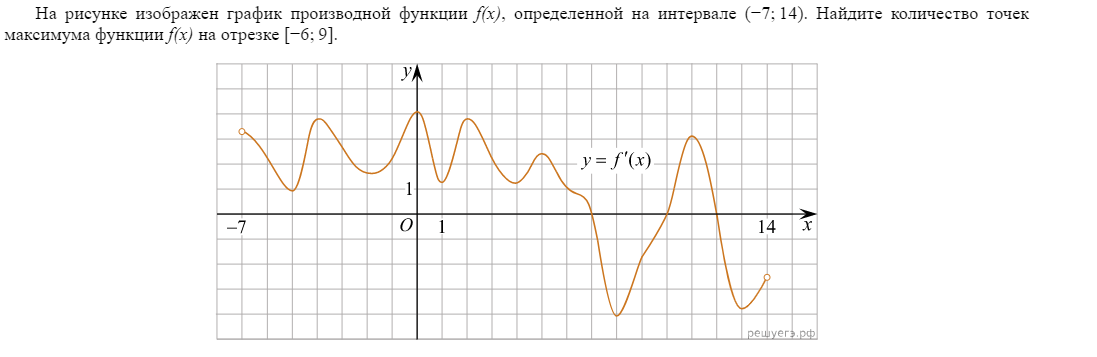 На рисунке изображен график производной функции f(x), определенной на интервале (−7; 14). Найдите количество точек
максимума функции f(x) на отрезке [−6; 9].
y
y = f′(x)
1
−7
O
1
14
x
решуегэ.рф